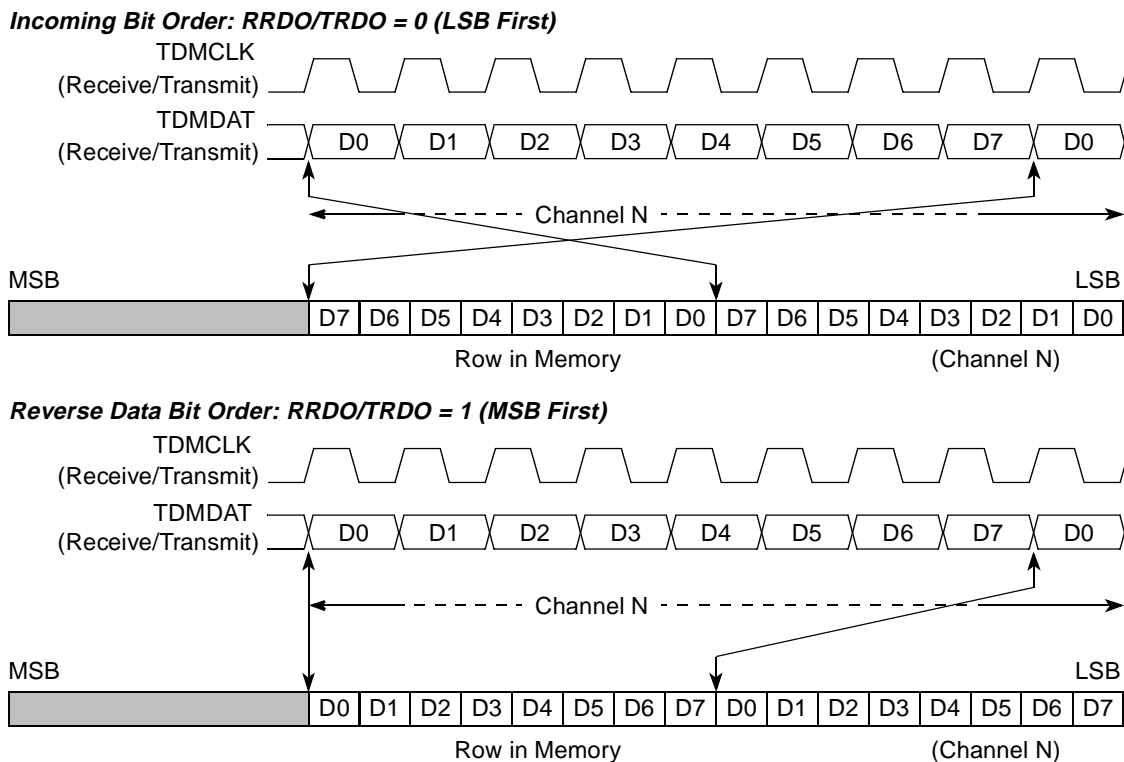 Incoming Bit Order: RRDO/TRDO = 0 (LSB First)
TDMCLK
(Receive/Transmit)
TDMDAT
(Receive/Transmit)
D0 D1 D2 D3 D4 D5 D6 D7 D0
Channel N
MSB LSB
D7 D6 D5 D4 D3 D2 D1 D0 D7 D6 D5 D4 D3 D2 D1 D0
Row in Memory (Channel N)
Reverse Data Bit Order: RRDO/TRDO = 1 (MSB First)
TDMCLK
(Receive/Transmit)
TDMDAT
(Receive/Transmit)
D0 D1 D2 D3 D4 D5 D6 D7 D0
Channel N
MSB LSB
D0 D1 D2 D3 D4 D5 D6 D7 D0 D1 D2 D3 D4 D5 D6 D7
Row in Memory (Channel N)